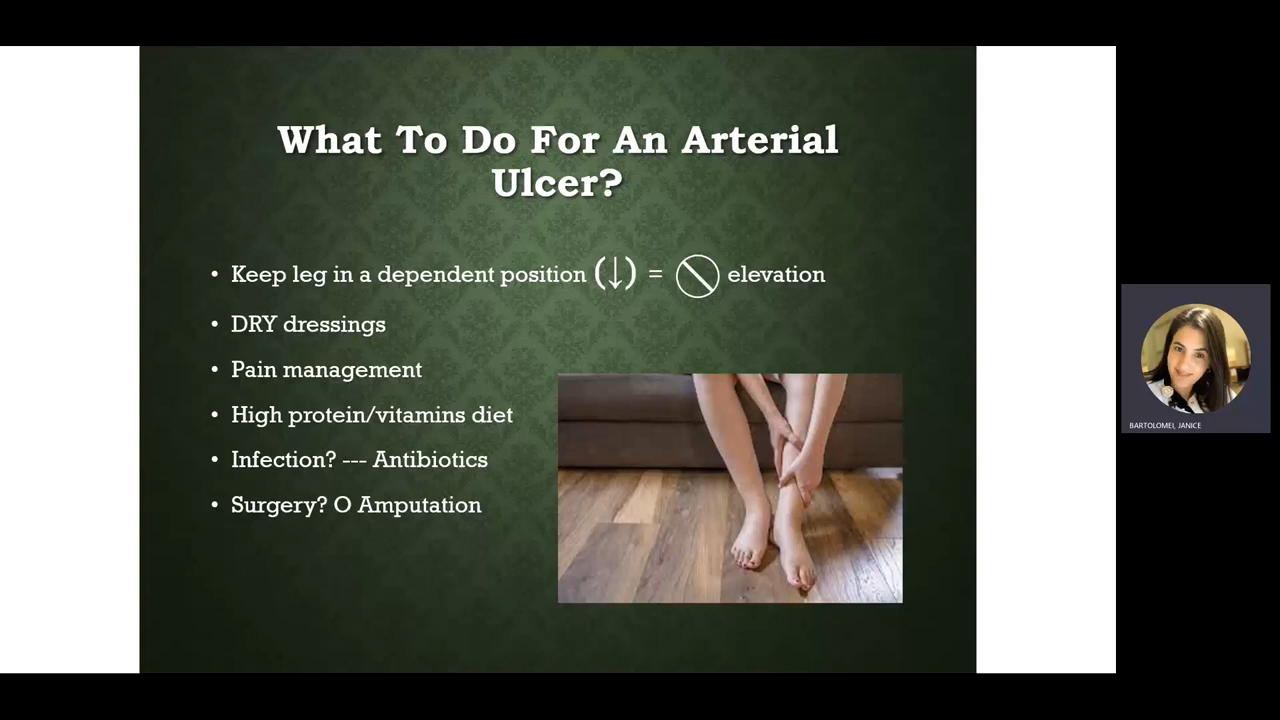 What To Do For An Arterial
Ulcer?
• Keep leg in a dependent position (↓) = 🛇 elevation
• DRY dressings
• Pain management
• High protein/vitamins diet
• Infection? --- Antibiotics
• Surgery? O Amputation
BARTOLOMEI, JANICE